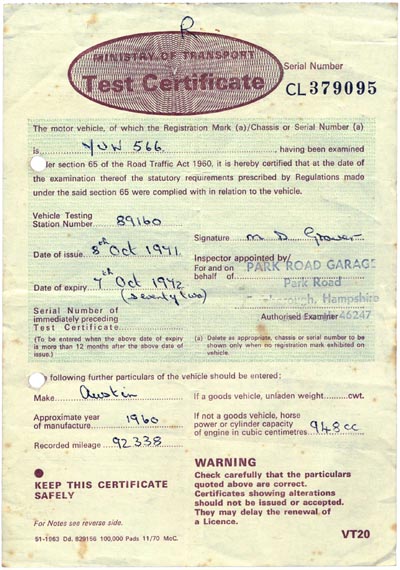 R
MINISTRY OF TRANSPORT
Test Certificate
Serial Number
CL 379095
The motor vehicle, of which the Registration Mark (a)/Chassis or Serial Number (a)
is YUW 566 having been examined
der section 65 of the Road Traffic Act 1960, it is hereby certified that at the date of
the examination thereof the statutory requirements prescribed by Regulations made
under the said section 65 were complied with in relation to the vehicle.
Vehicle Testing
Station Number 89160
Signature M D Grover
Date of issue 8th Oct 1971
Inspector appointed by/
For and on
behalf of
PARK ROAD GARAGE
Park Road
Hampshire
Date of expiry 7th Oct 1972
(seventy two)
Serial Number of
immediately preceding
Test Certificate
Authorised Examiner 46247
(To be entered when the above date of expiry
is more than 12 months after the above date of
issue.)
(a) Delete as appropriate, chassis or serial number to be
shown only when no registration mark exhibited on
vehicle.
following further particulars of the vehicle should be entered:
Make Austin
If a goods vehicle, unladen weight cwt.
Approximate year
of manufacture 1960
If not a goods vehicle, horse
power or cylinder capacity
of engine in cubic centimetres 948cc
Recorded mileage 92338
KEEP THIS CERTIFICATE
SAFELY
WARNING
Check carefully that the particulars
quoted above are correct.
Certificates showing alterations
should not be issued or accepted.
They may delay the renewal of
a Licence.
For Notes see reverse side.
51-1063 Dd. 829156 100,000 Pads 11/70 McC.
VT20